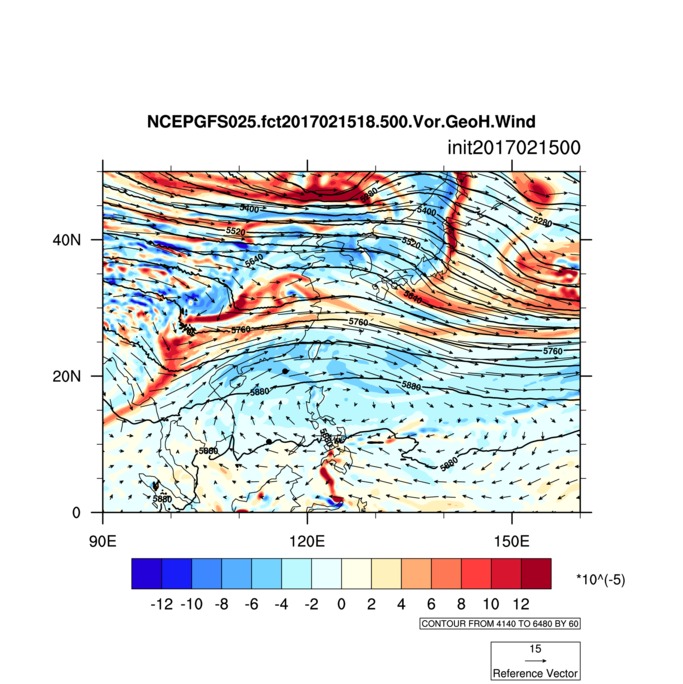 NCEPGFS025.fct2017021518.500.Vor.GeoH.Wind
init2017021500
5880
5400
5400
5280
5520
5520
40N
5640
5640
5760
5760
5760
20N
5880
5880
5880
5880
5880
0
90E
120E
150E
-12 -10 -8 -6 -4 -2 0 2 4 6 8 10 12
*10^(-5)
CONTOUR FROM 4140 TO 6480 BY 60
15
Reference Vector